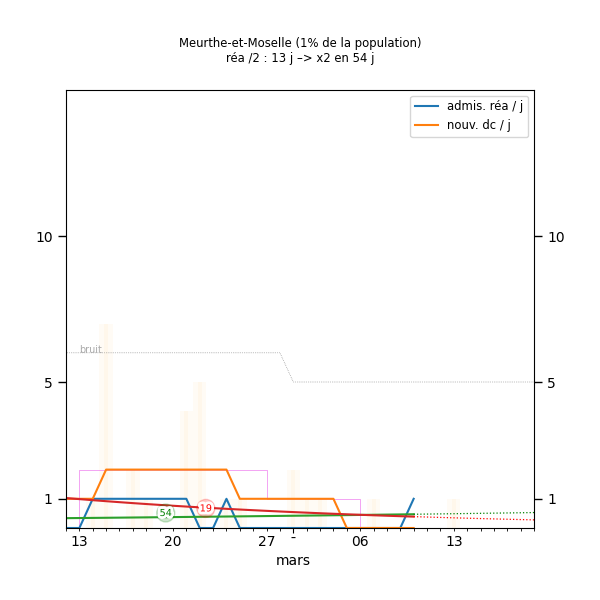 Meurthe-et-Moselle (1% de la population)
réa /2 : 13 j –> x2 en 54 j
admis. réa / j
nouv. dc / j
10 10
bruit
5 5
1 1
54 19
13 20 27 - 06 13
mars